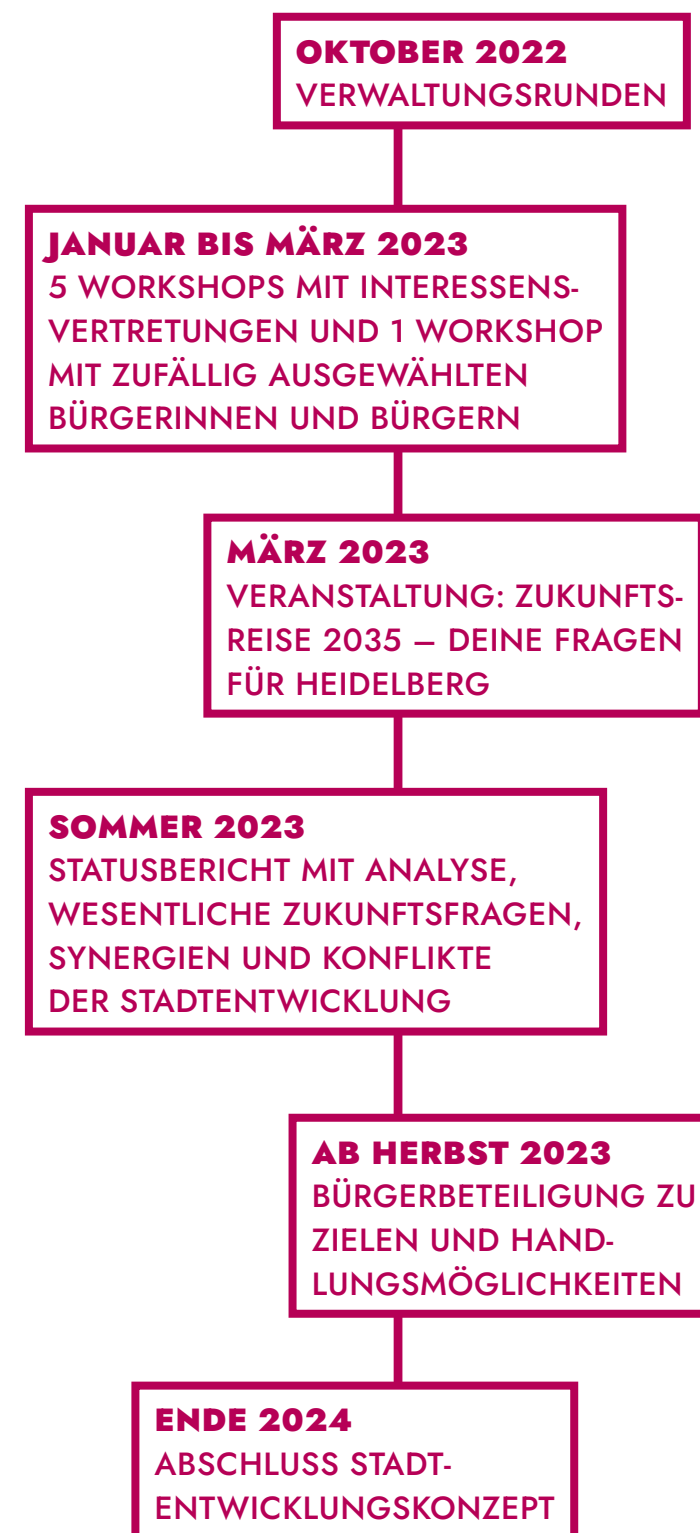 OKTOBER 2022
VERWALTUNGSRUNDEN
JANUAR BIS MÄRZ 2023
5 WORKSHOPS MIT INTERESSENS-
VERTRETUNGEN UND 1 WORKSHOP
MIT ZUFÄLLIG AUSGEWÄHLTEN
BÜRGERINNEN UND BÜRGERN
MÄRZ 2023
VERANSTALTUNG: ZUKUNFTS-
REISE 2035 – DEINE FRAGEN
FÜR HEIDELBERG
SOMMER 2023
STATUSBERICHT MIT ANALYSE,
WESENTLICHE ZUKUNFTSFRAGEN,
SYNERGIEN UND KONFLIKTE
DER STADTENTWICKLUNG
AB HERBST 2023
BÜRGERBETEILIGUNG ZU
ZIELEN UND HAND-
LUNGSMÖGLICHKEITEN
ENDE 2024
ABSCHLUSS STADT-
ENTWICKLUNGSKONZEPT